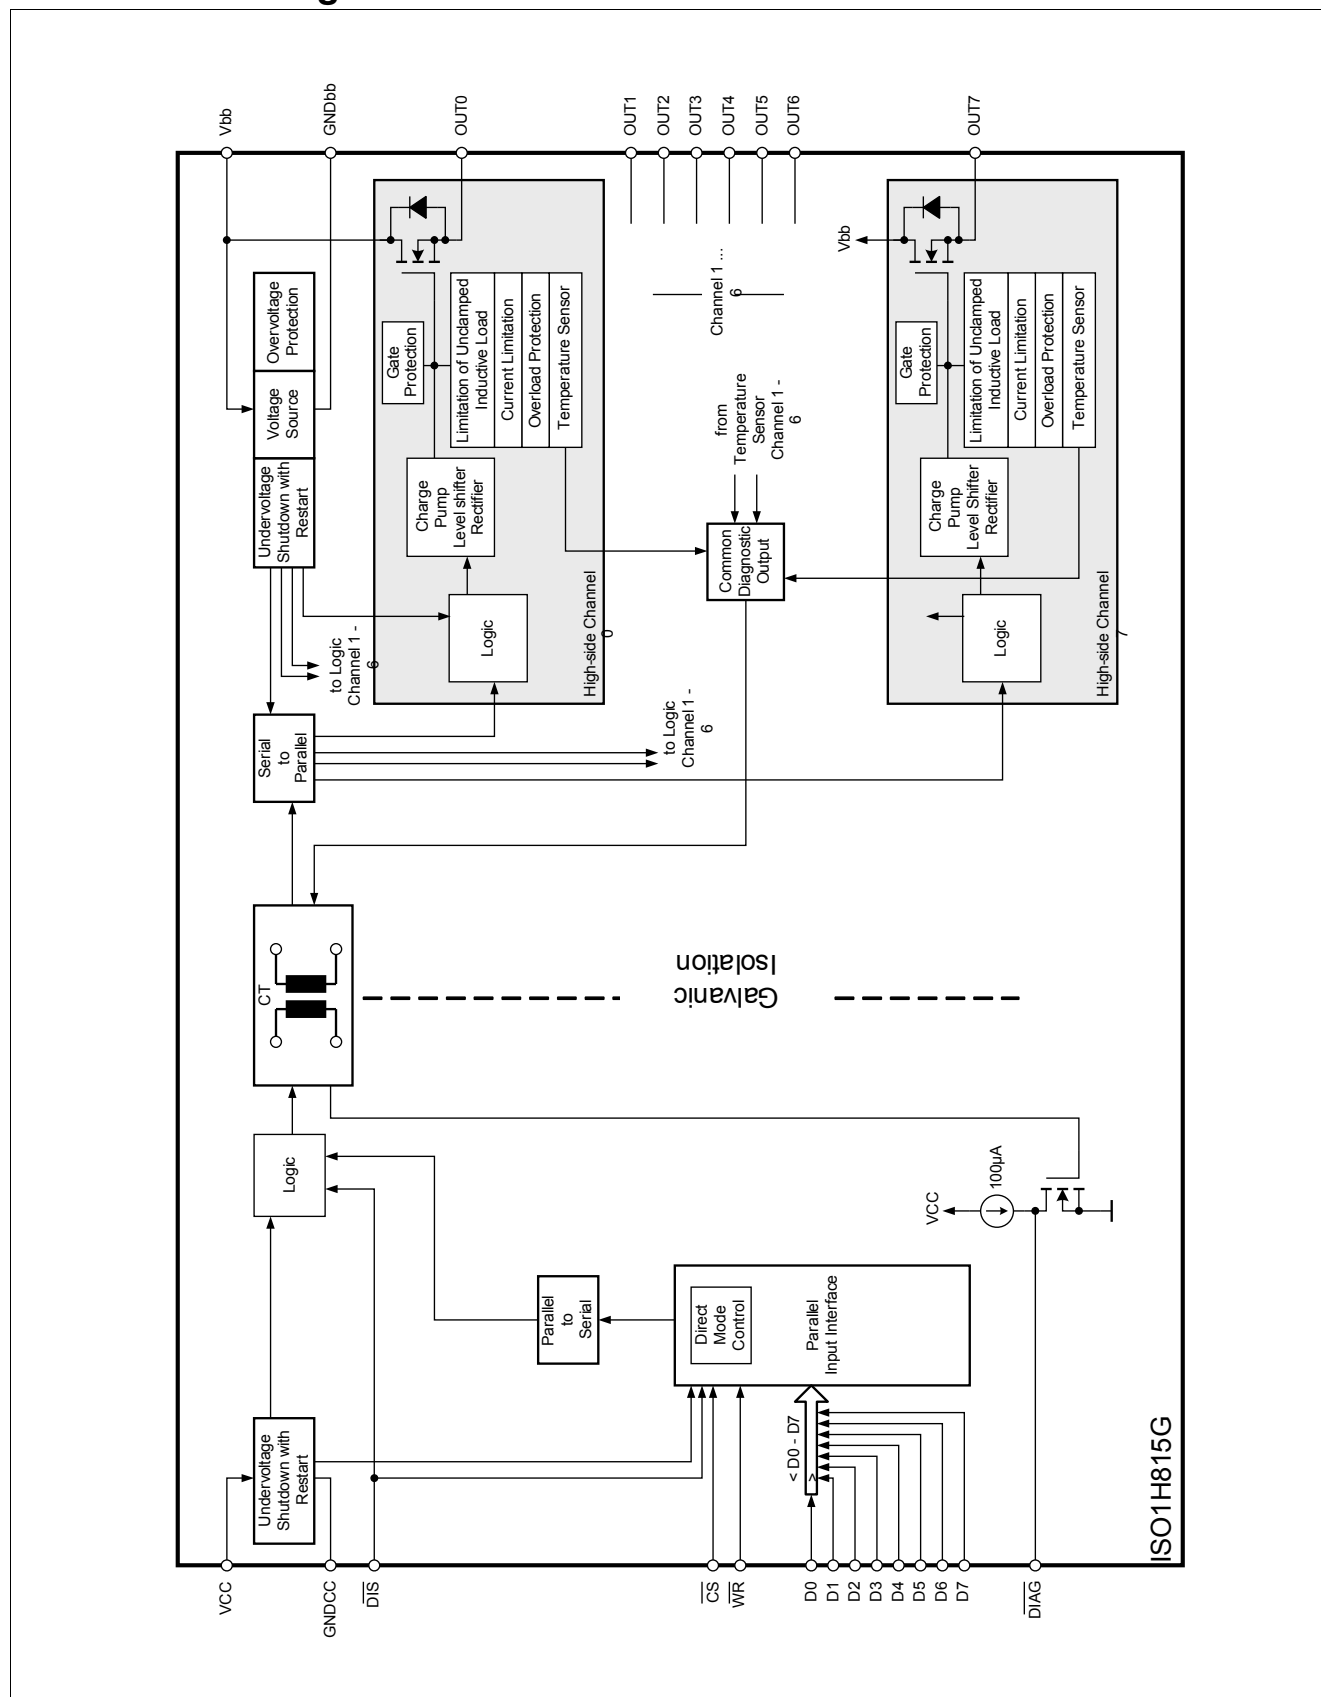 Vbb
GNDbb
OUT0
OUT1
OUT2
OUT3
OUT4
OUT5
OUT6
OUT7
Overvoltage
Protection
Voltage
Source
Undervoltage
Shutdown with
Restart
to Logic
Channel 1 -
6
Serial
to
Parallel
Gate
Protection
Limitation of Unclamped
Inductive Load
Current Limitation
Overload Protection
Temperature Sensor
Charge
Pump
Level shifter
Rectifier
Logic
High-side Channel
0
to Logic
Channel 1 -
6
Channel 1 ...
6
from
Temperature
Sensor
Channel 1 -
6
Common
Diagnostic
Output
Vbb
Gate
Protection
Limitation of Unclamped
Inductive Load
Current Limitation
Overload Protection
Temperature Sensor
Charge
Pump
Level Shifter
Rectifier
Logic
High-side Channel
7
CT
Galvanic
Isolation
Logic
VCC
100µA
Parallel
to
Serial
Direct
Mode
Control
Parallel
Input Interface
Undervoltage
Shutdown with
Restart
< D0 - D7
>
VCC
GNDCC
DIS
CS
WR
D0
D1
D2
D3
D4
D5
D6
D7
DIAG
ISO1H815G